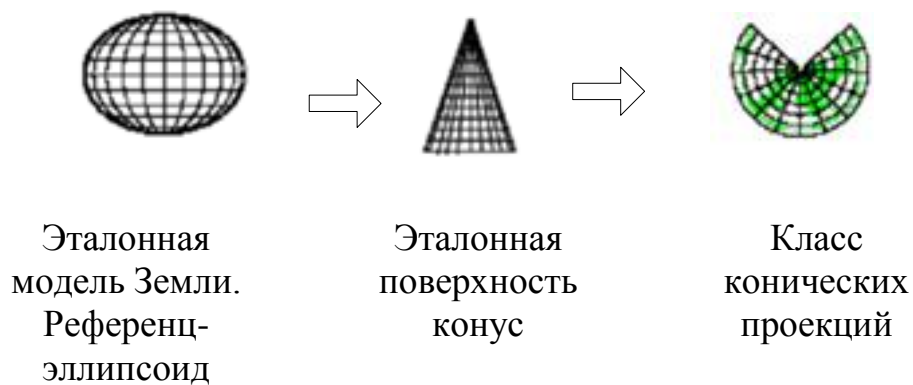 Эталонная
модель Земли.
Референц-
эллипсоид
Эталонная
поверхность
конус
Класс
конических
проекций